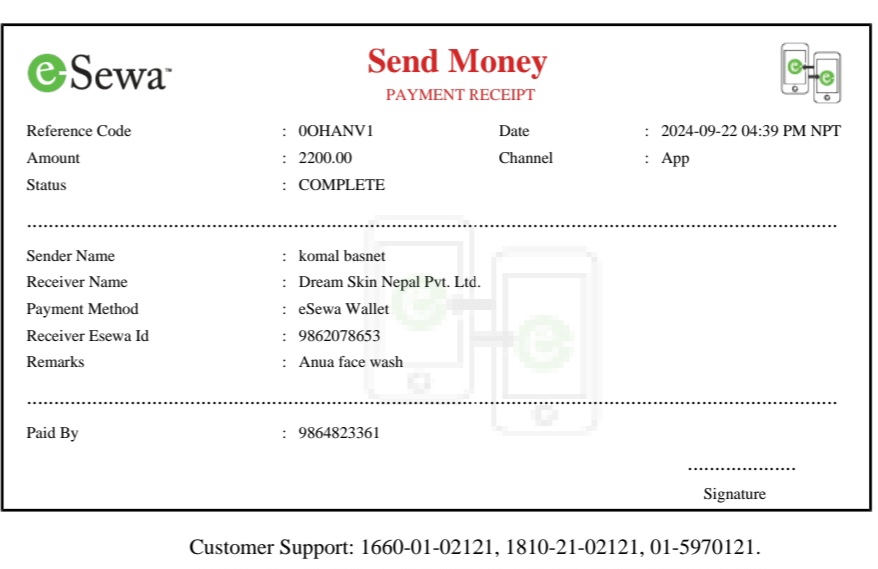 eSewa™
Send Money
PAYMENT RECEIPT
Reference Code : 0OHANV1 Date : 2024-09-22 04:39 PM NPT
Amount : 2200.00 Channel : App
Status : COMPLETE
Sender Name : komal basnet
Receiver Name : Dream Skin Nepal Pvt. Ltd.
Payment Method : eSewa Wallet
Receiver Esewa Id : 9862078653
Remarks : Anua face wash
Paid By : 9864823361
Signature
Customer Support: 1660-01-02121, 1810-21-02121, 01-5970121.